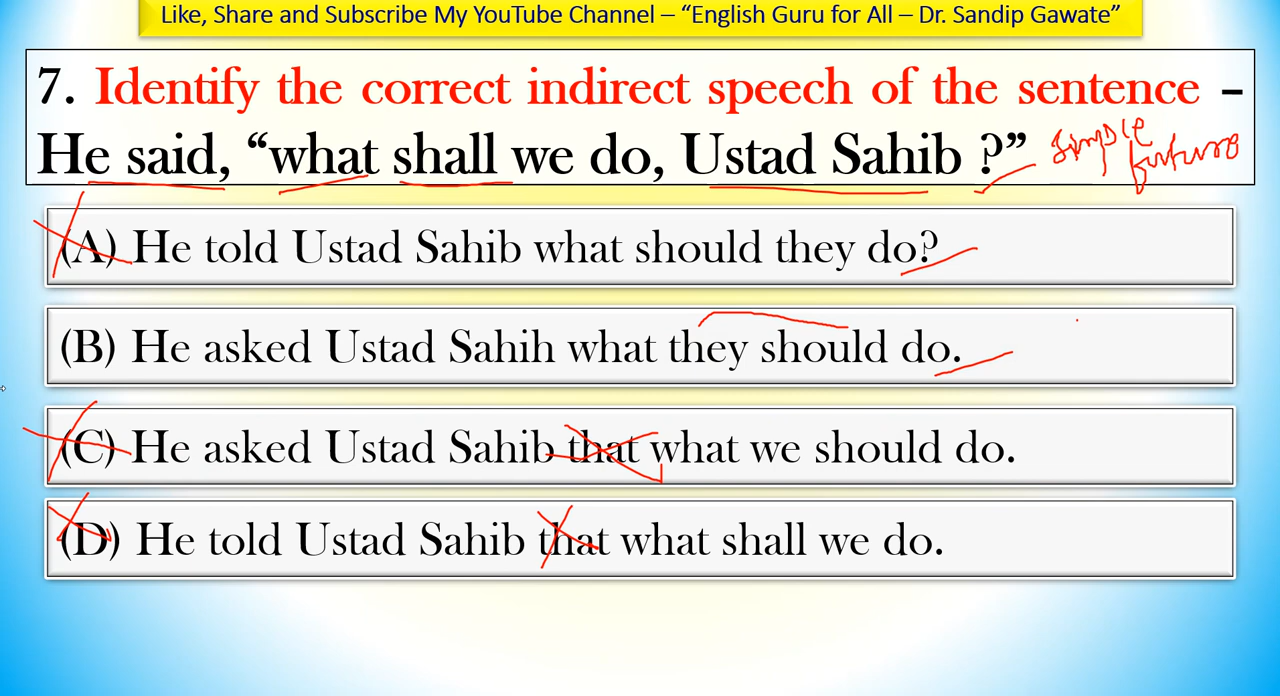 Like, Share and Subscribe My YouTube Channel – “English Guru for All – Dr. Sandip Gawate”
7. Identify the correct indirect speech of the sentence –
He said, “what shall we do, Ustad Sahib ?”
simple
future
(A) He told Ustad Sahib what should they do?
(B) He asked Ustad Sahih what they should do.
(C) He asked Ustad Sahib that what we should do.
(D) He told Ustad Sahib that what shall we do.